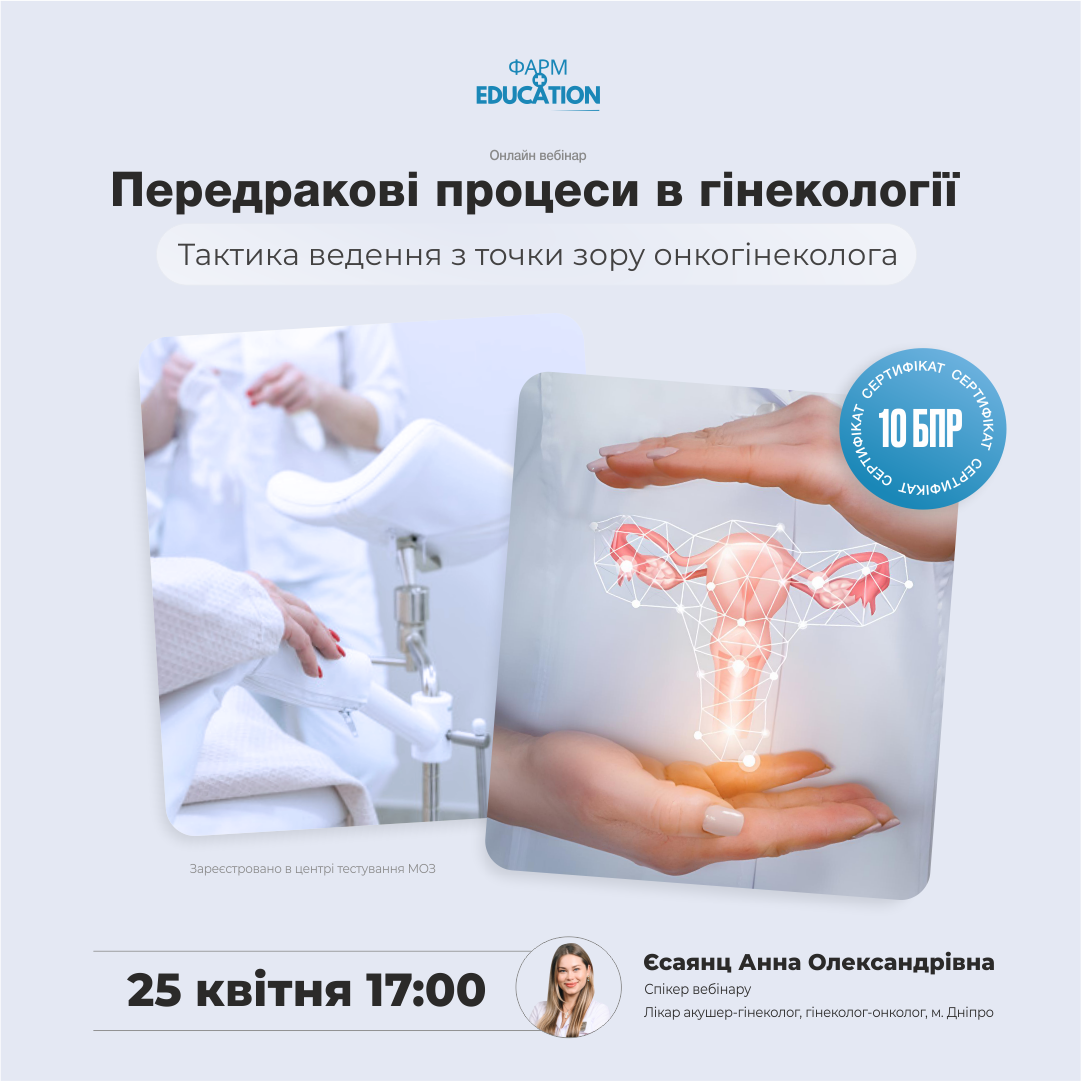 ФАРМ
EDUCATION
Онлайн вебінар
Передракові процеси в гінекології
Тактика ведення з точки зору онкогінеколога
СЕРТИФІКАТ СЕРТИФІКАТ СЕРТИФІКАТ СЕРТИФІКАТ
10 БПР
Зареєстровано в центрі тестування МОЗ
25 квітня 17:00
Єсаянц Анна Олександрівна
Спікер вебінару
Лікар акушер-гінеколог, гінеколог-онколог, м. Дніпро